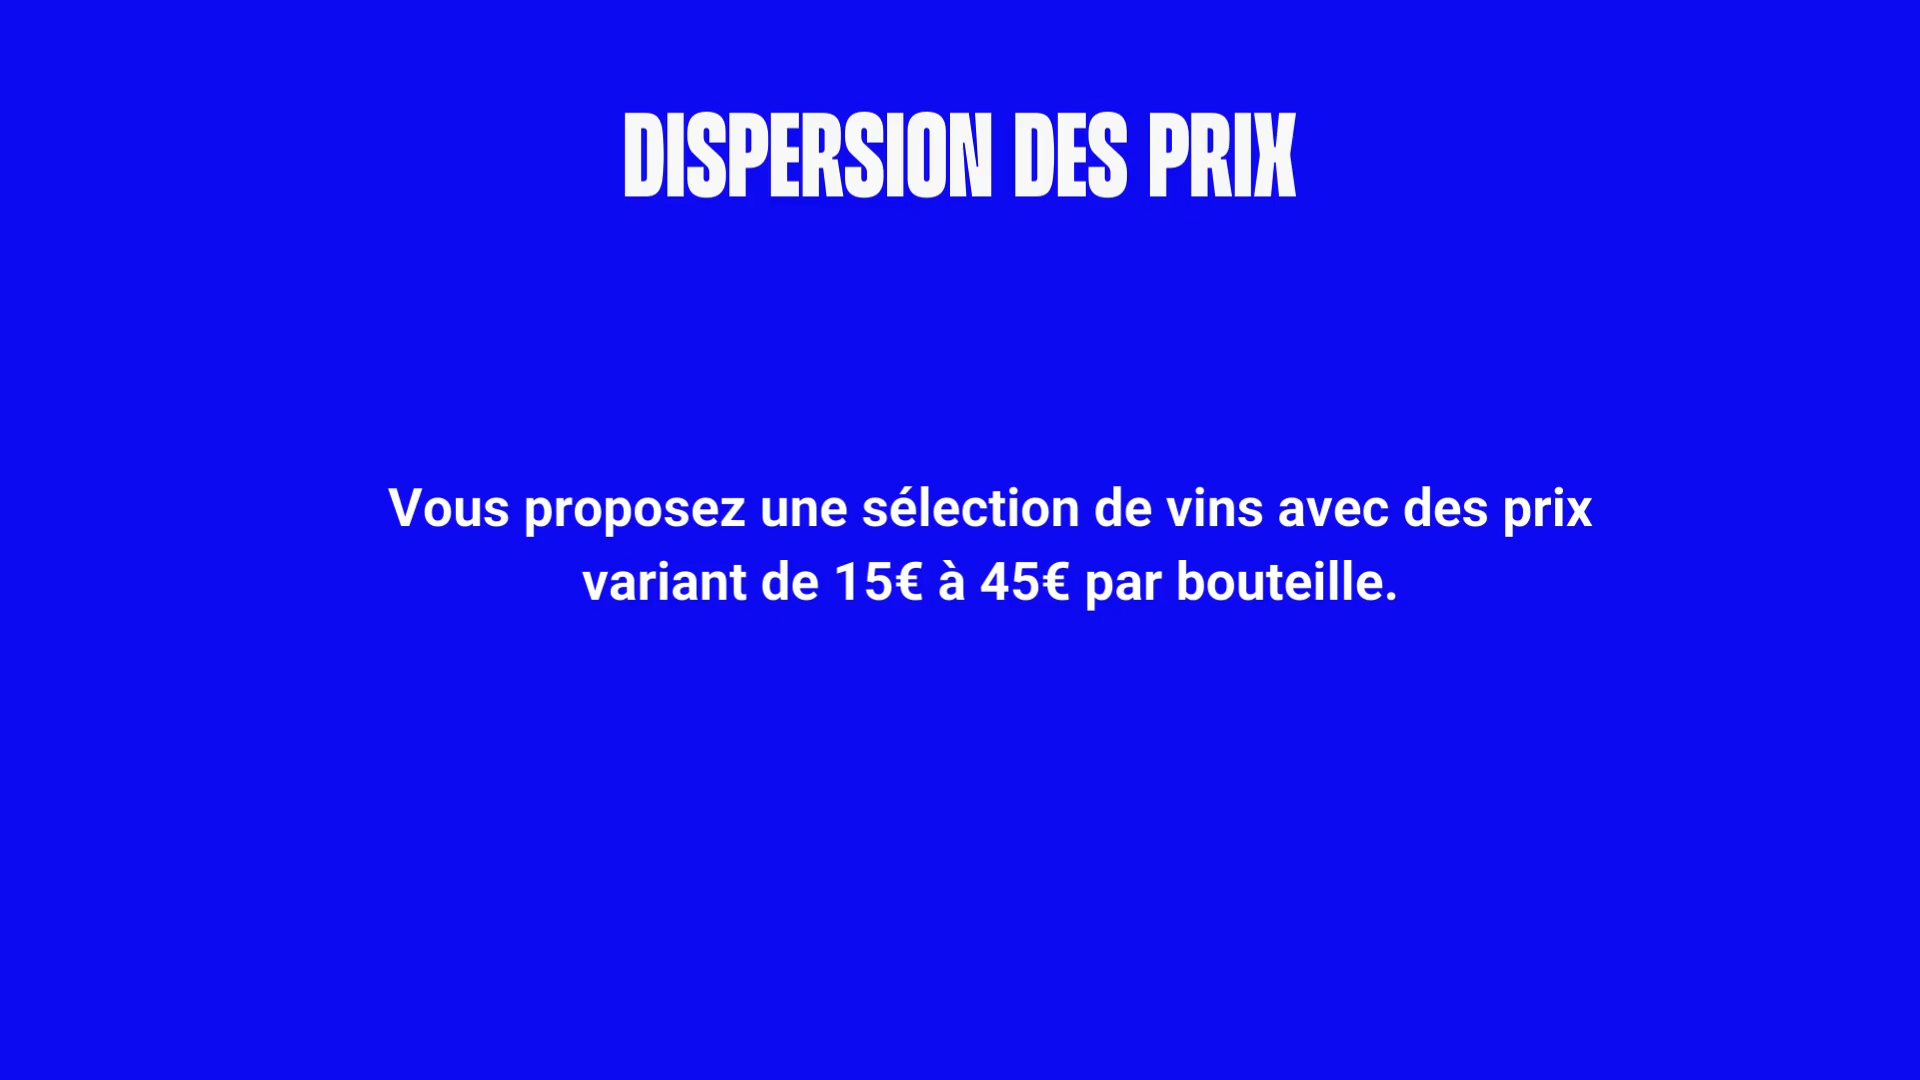 DISPERSION DES PRIX
Vous proposez une sélection de vins avec des prix
variant de 15€ à 45€ par bouteille.